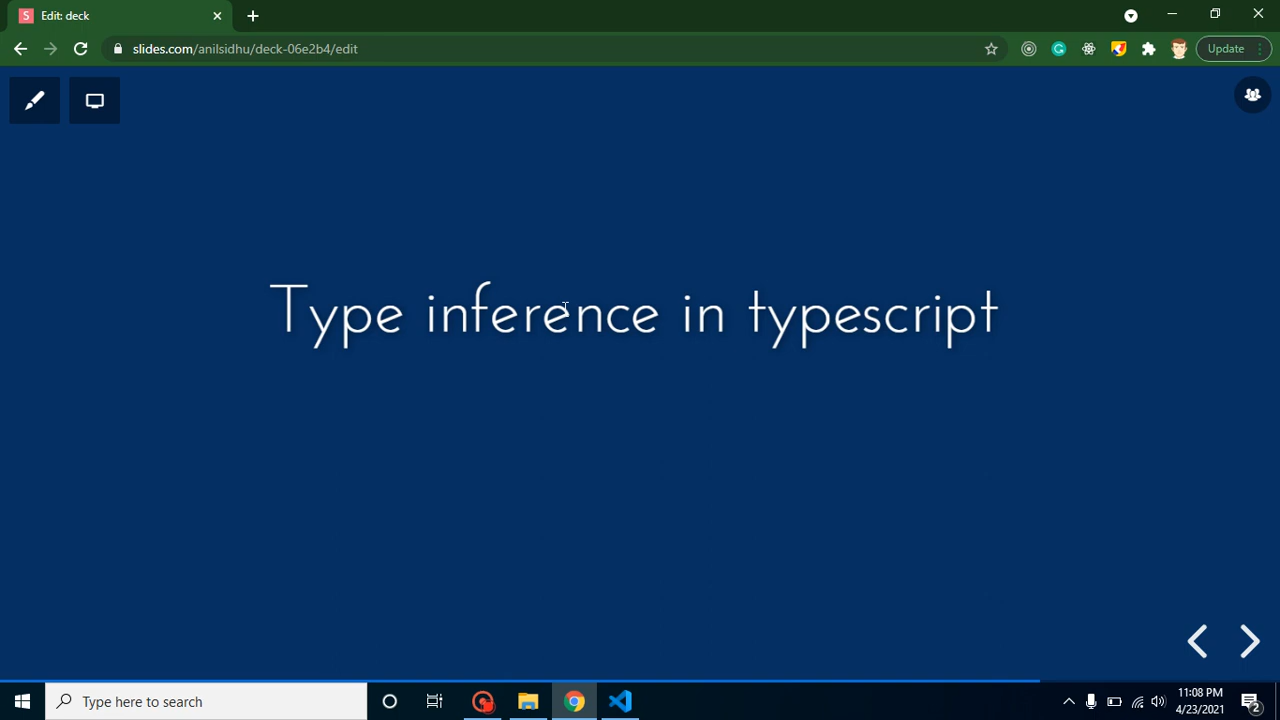 S Edit: deck
slides.com/anilsidhu/deck-06e2b4/edit
Update
Type inference in typescript
Type here to search
11:08 PM
4/23/2021
2